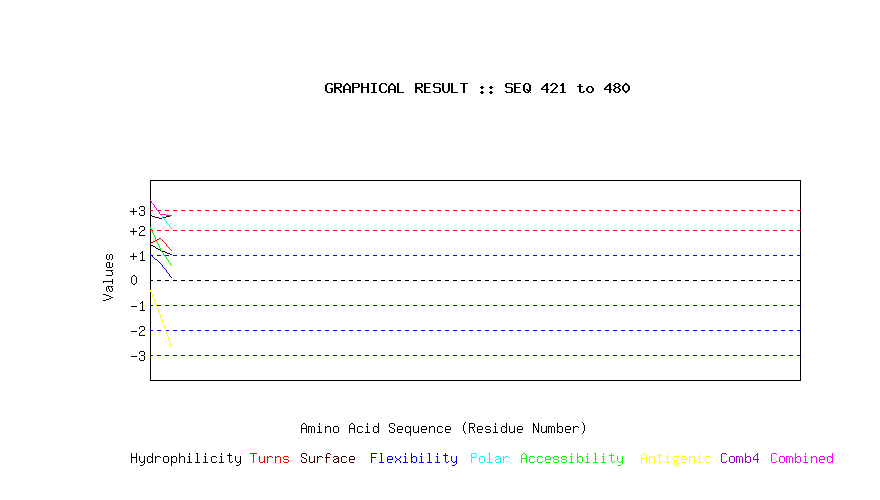 GRAPHICAL RESULT :: SEQ 421 to 480
+3
+2
+1
0
-1
-2
-3
Values
Amino Acid Sequence (Residue Number)
Hydrophilicity Turns Surface Flexibility Polar Accessibility Antigenic Comb4 Combined